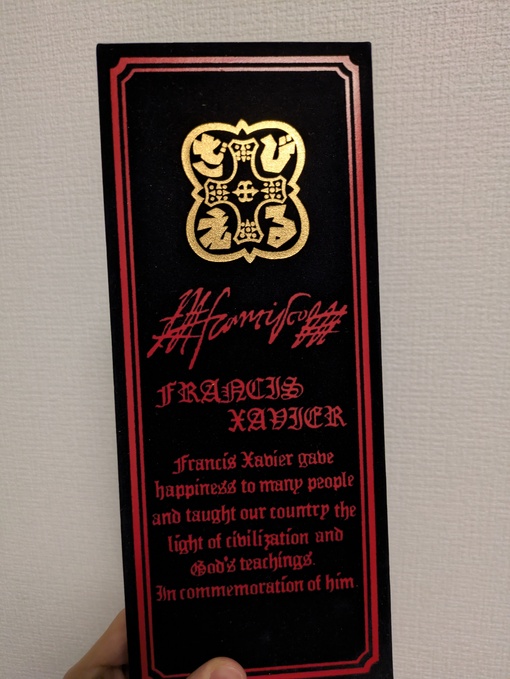 ざび
える
Francisco
FRANCIS
XAVIER
Francis Xavier gave
happiness to many people
and taught our country the
light of civilization and
God's teachings.
In commemoration of him.